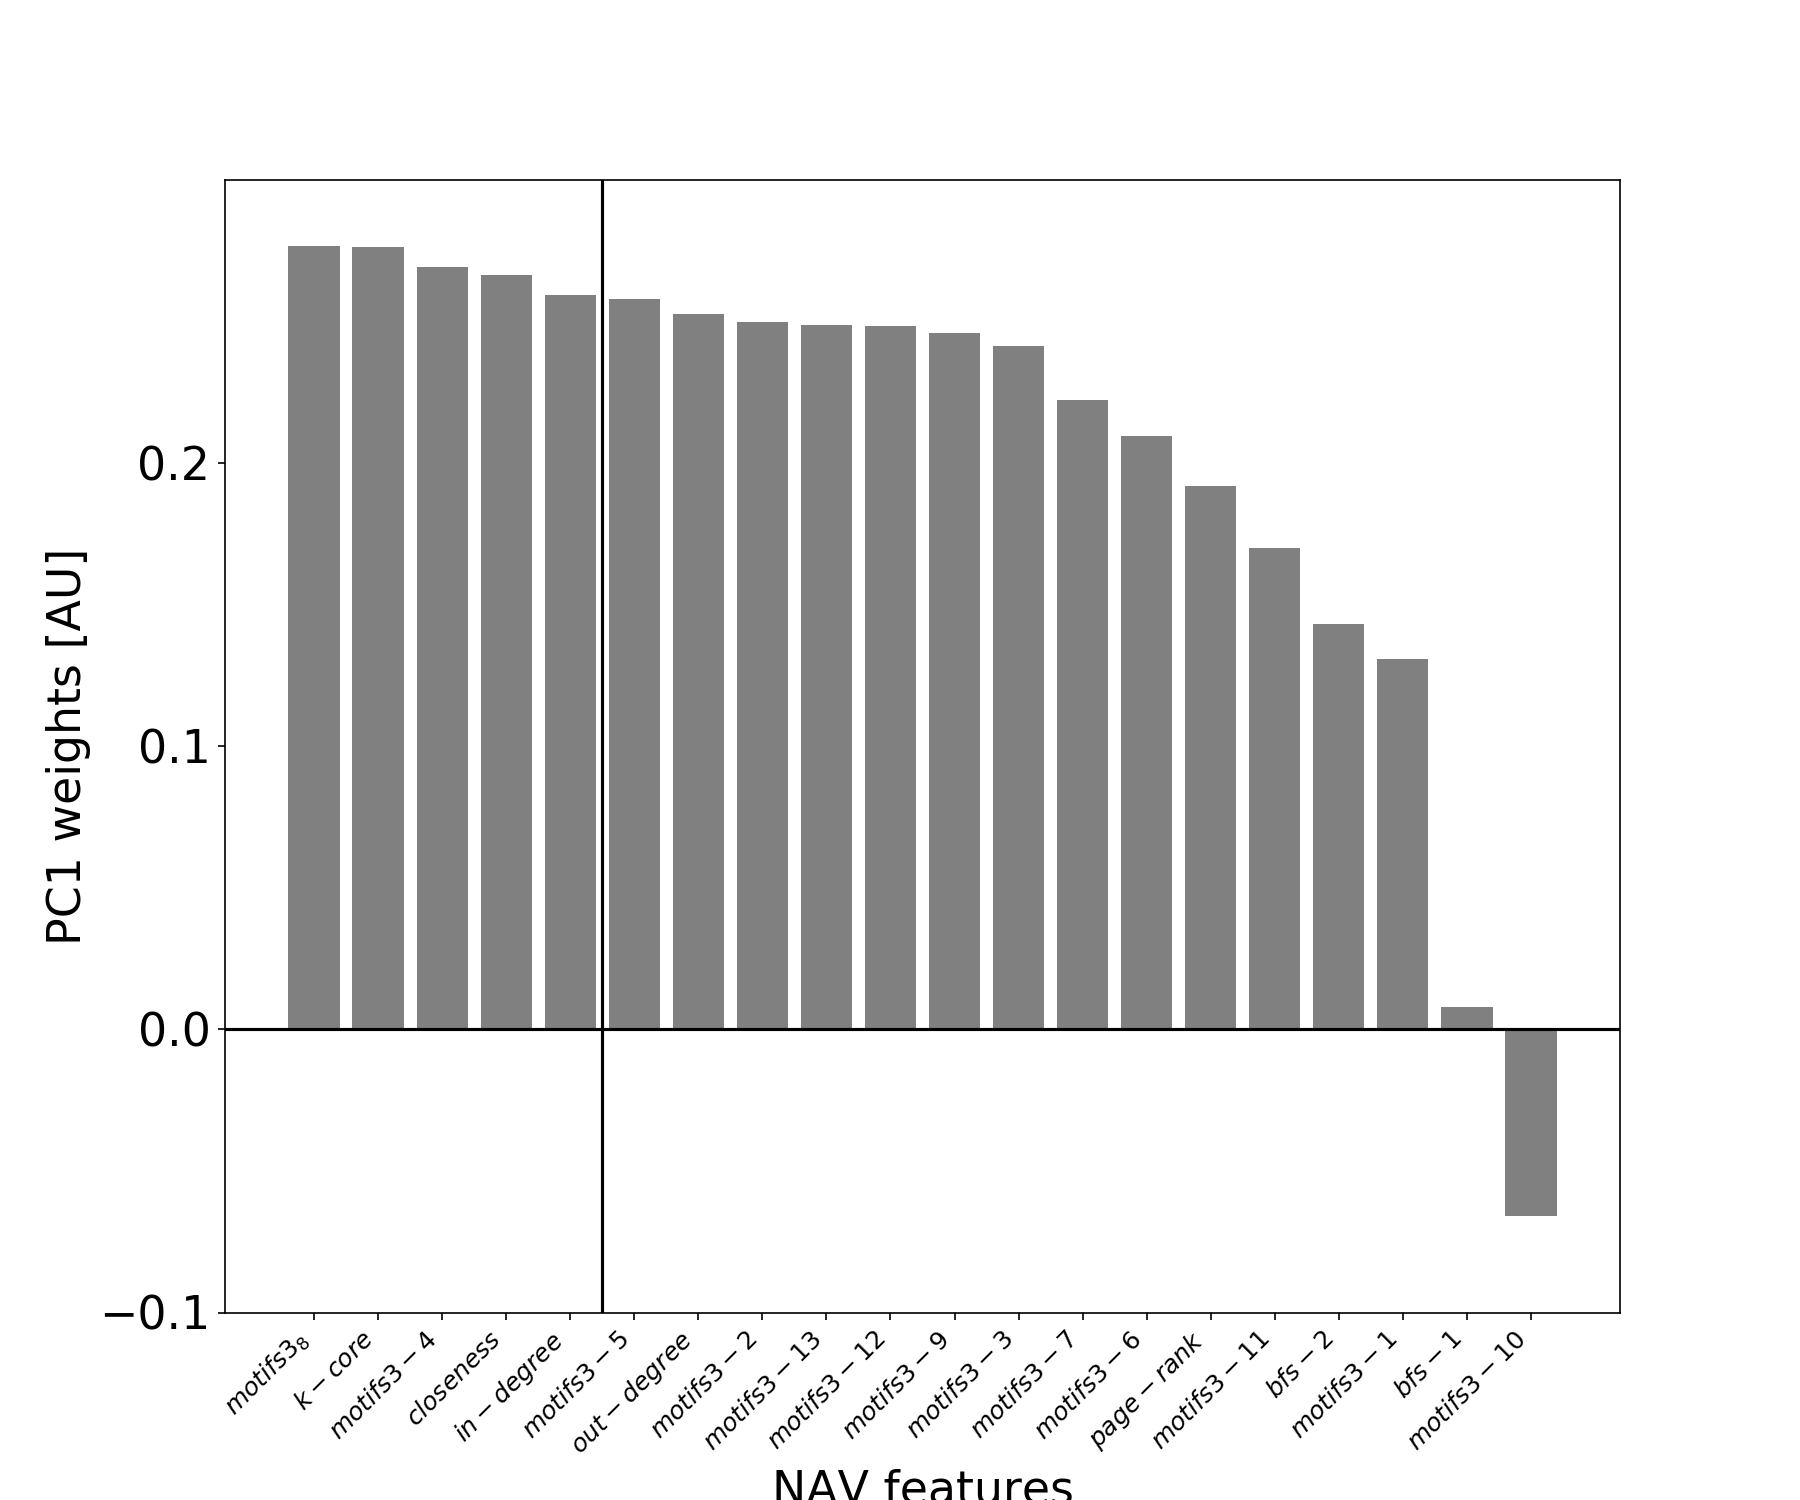 PC1 weights [AU]
0.2
0.1
0.0
−0.1
motifs3₈
k − core
motifs3 − 4
closeness
in − degree
motifs3 − 5
out − degree
motifs3 − 2
motifs3 − 13
motifs3 − 12
motifs3 − 9
motifs3 − 3
motifs3 − 7
motifs3 − 6
page − rank
motifs3 − 11
bfs − 2
motifs3 − 1
bfs − 1
motifs3 − 10
NAV features